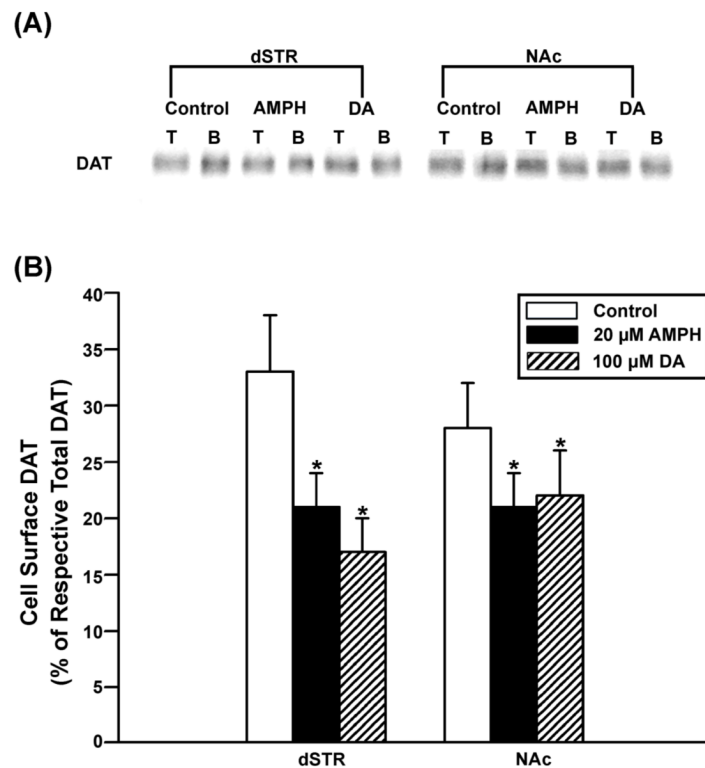 (A)
dSTR NAc
Control AMPH DA Control AMPH DA
T B T B T B T B T B T B
DAT
(B)
Cell Surface DAT
(% of Respective Total DAT)
40
35
30
25
20
15
10
5
0
Control
20 µM AMPH
100 µM DA
* * * *
dSTR NAc